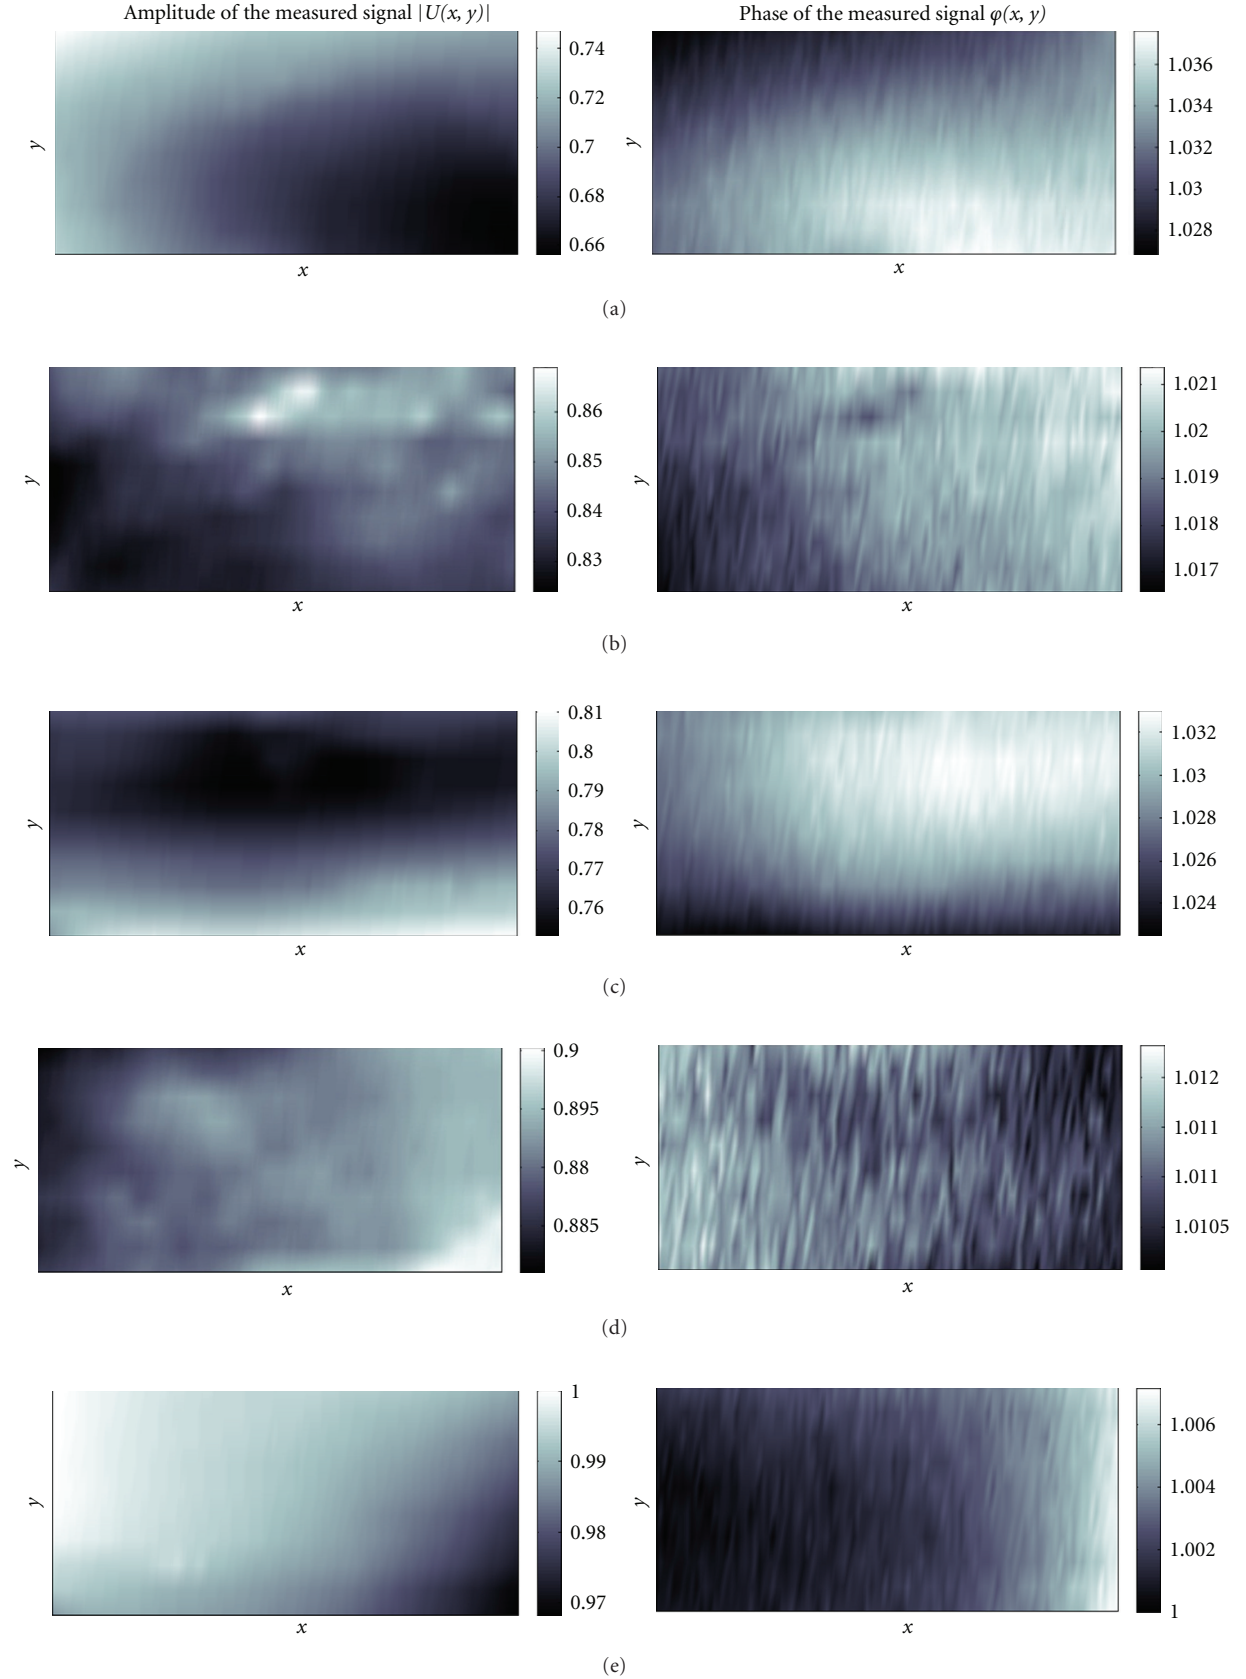 Amplitude of the measured signal |U(x, y)|
Phase of the measured signal φ(x, y)
y
0.74
0.72
0.7
0.68
0.66
x
y
1.036
1.034
1.032
1.03
1.028
x
(a)
y
0.86
0.85
0.84
0.83
x
y
1.021
1.02
1.019
1.018
1.017
x
(b)
y
0.81
0.8
0.79
0.78
0.77
0.76
x
y
1.032
1.03
1.028
1.026
1.024
x
(c)
y
0.9
0.895
0.88
0.885
x
y
1.012
1.011
1.011
1.0105
x
(d)
y
1
0.99
0.98
0.97
x
y
1.006
1.004
1.002
1
x
(e)